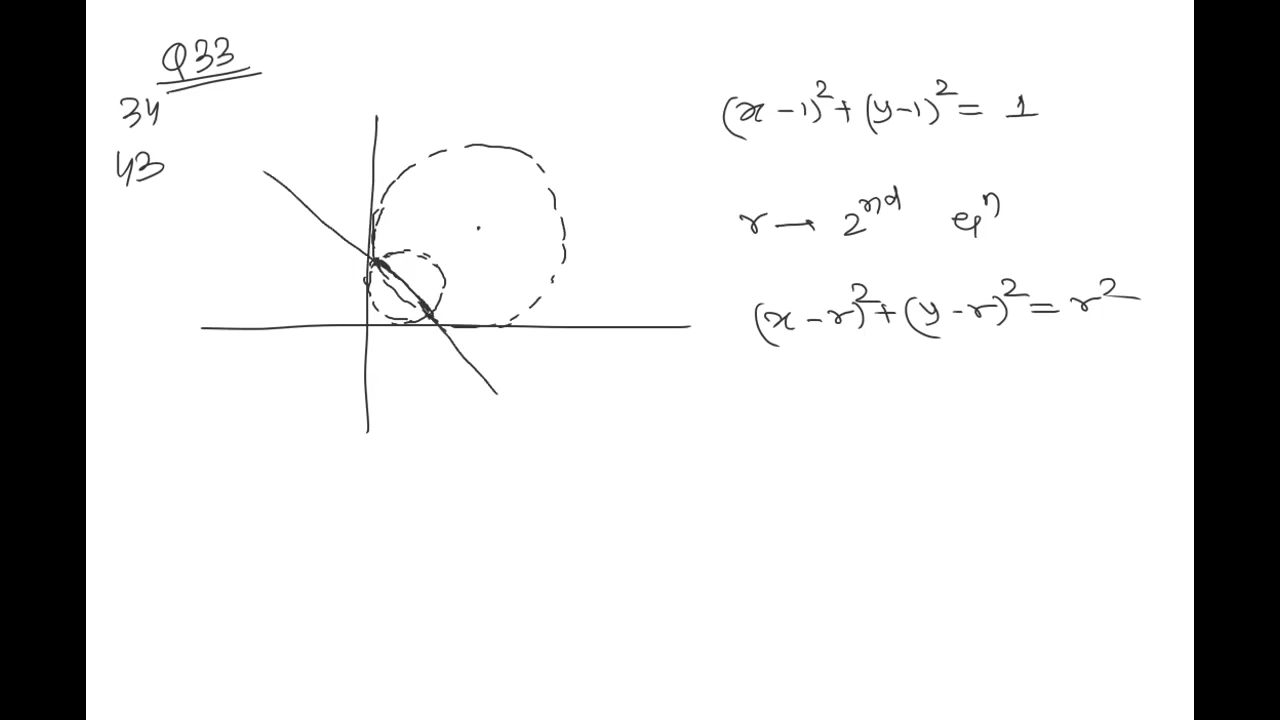 Q33
34
43
(x-1)²+(y-1)²= 1
r → 2ⁿᵈ eqⁿ
(x-r)²+(y-r)²= r²